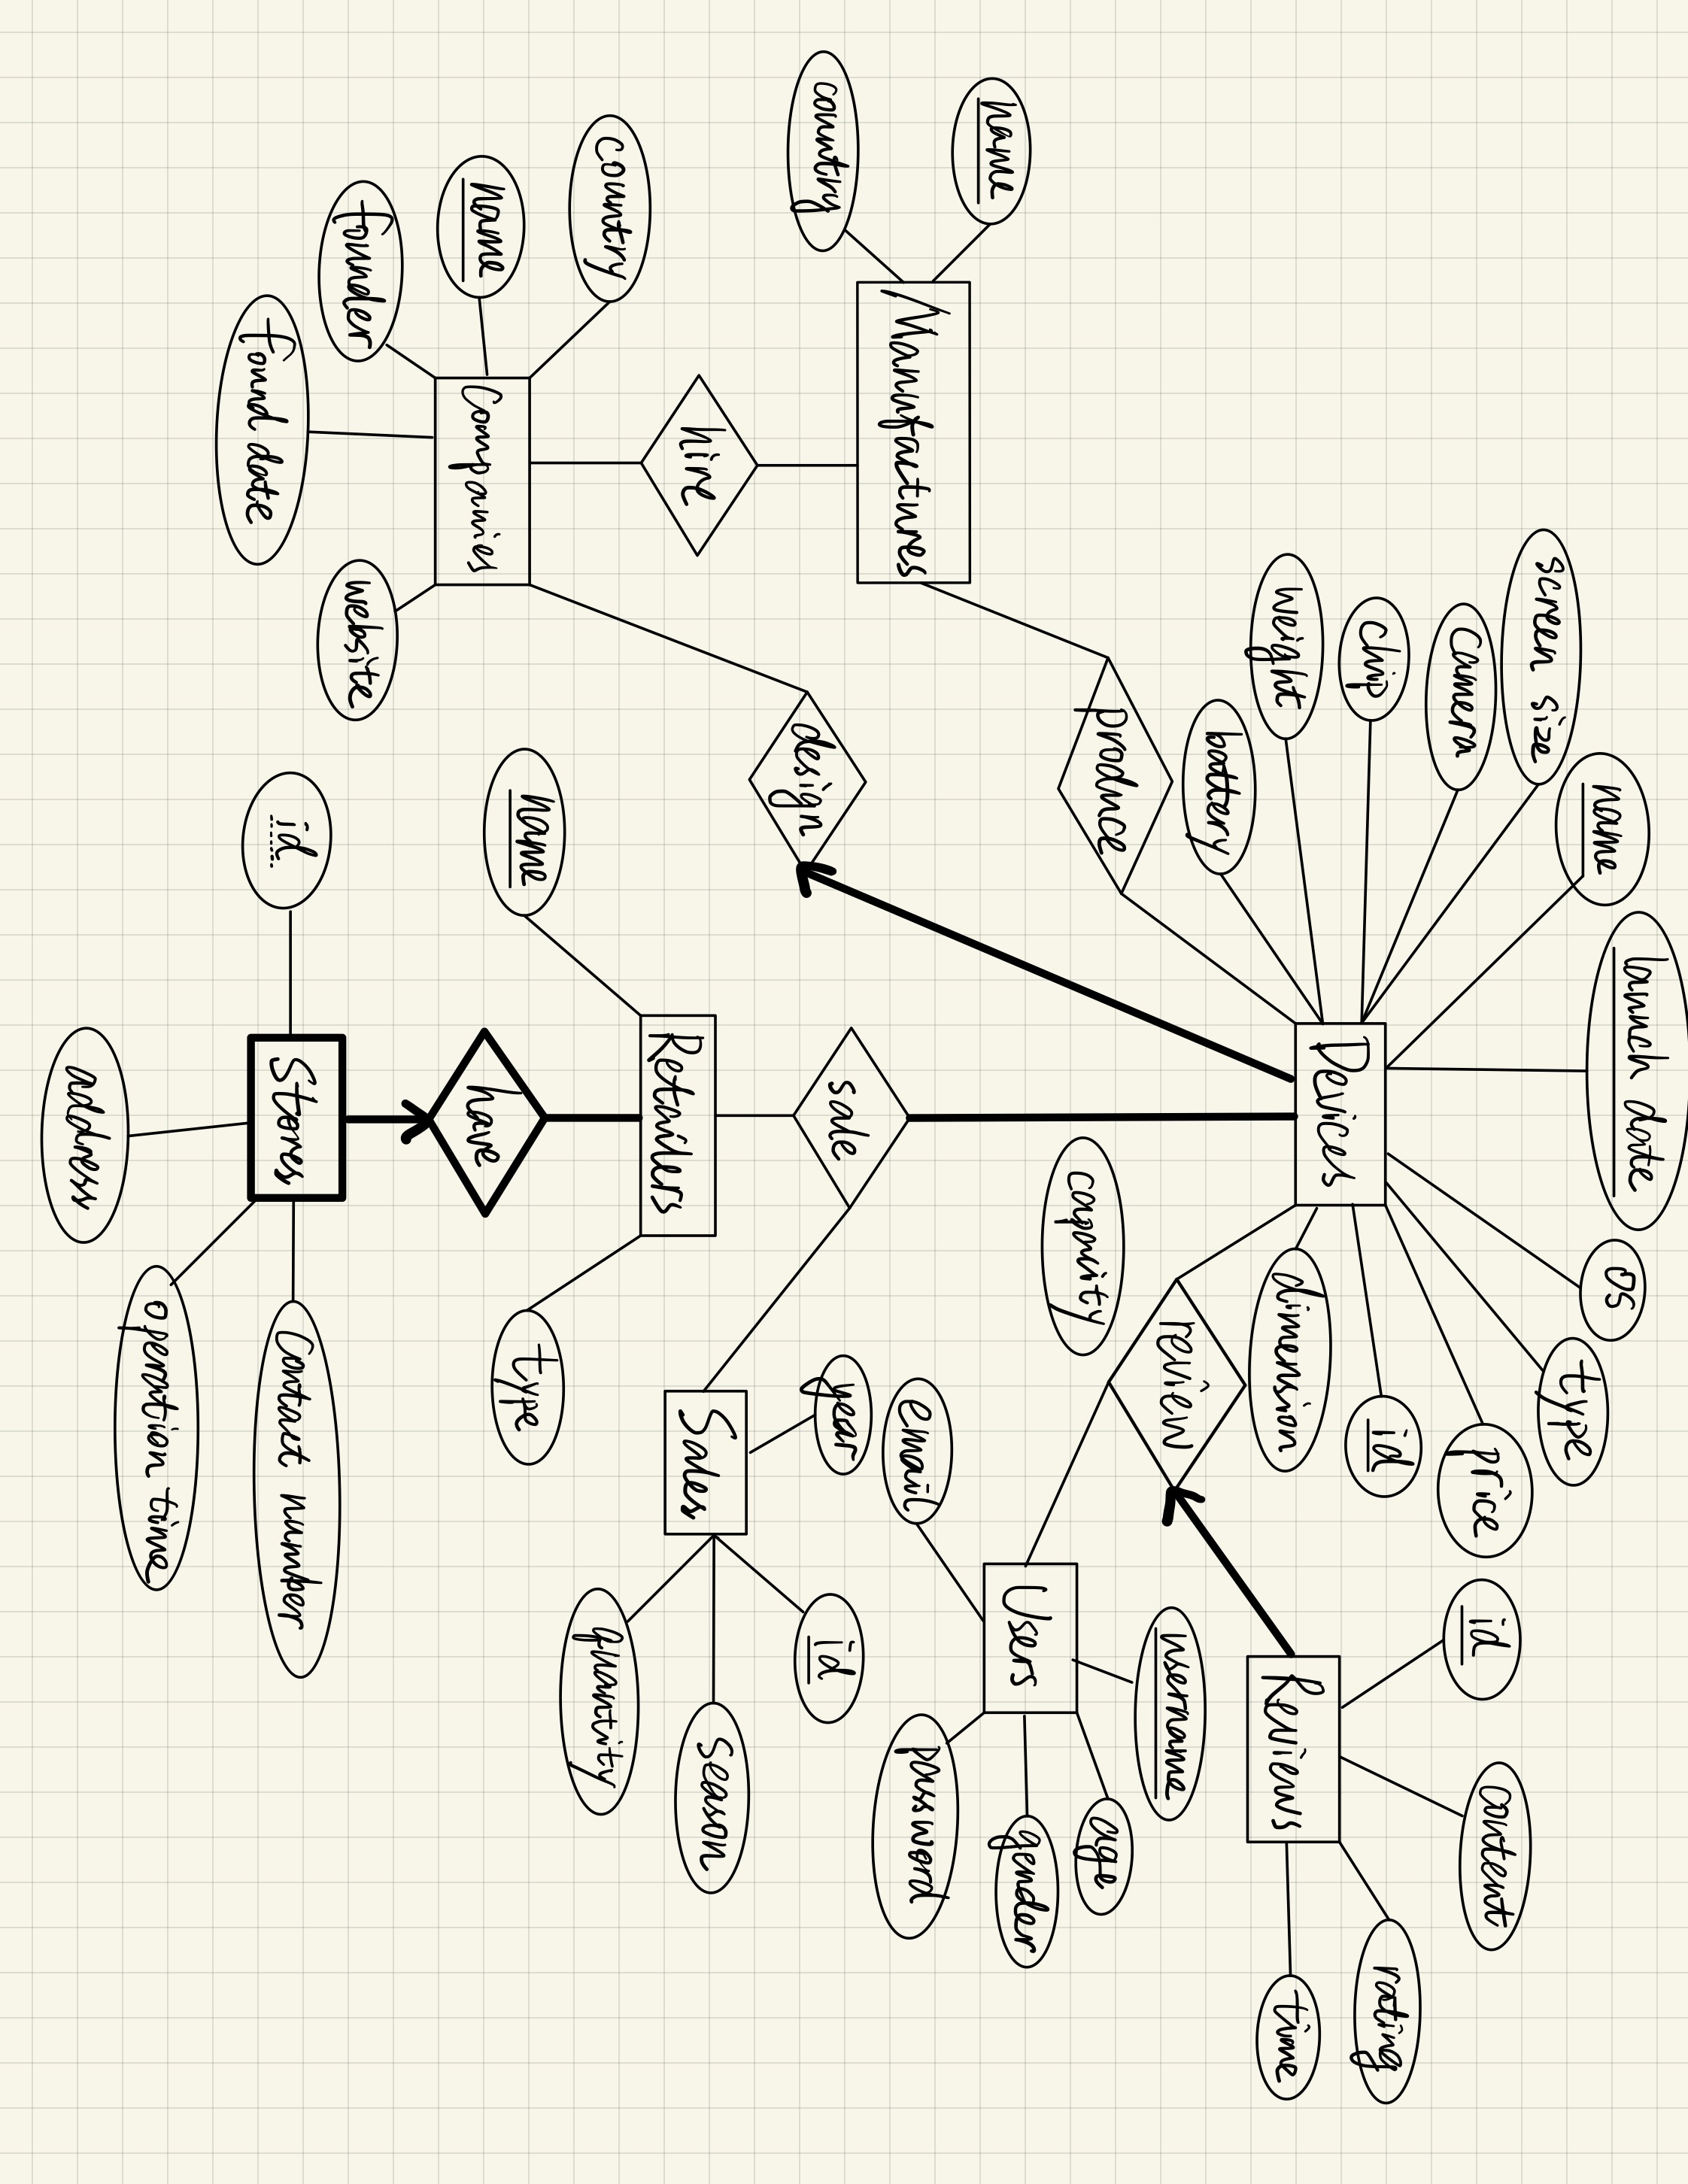 launch date
name
OS
screen size
type
Camera
price
id
content
Chip
id
rating
Weight
Devices
dimension
Reviews
time
battery
produce
review
username
capacity
age
name
Manufactures
Users
gender
country
design
sale
year
email
id
password
hire
Retailers
Sales
Season
country
name
type
quantity
name
Companies
have
founder
website
found date
id
Stores
Contact number
operation time
address